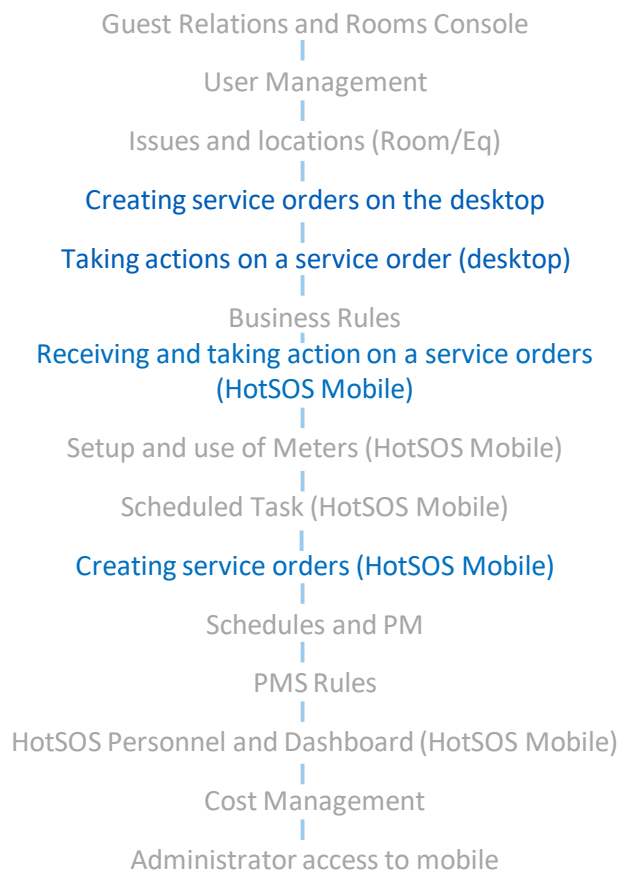 Guest Relations and Rooms Console
User Management
Issues and locations (Room/Eq)
Creating service orders on the desktop
Taking actions on a service order (desktop)
Business Rules
Receiving and taking action on a service orders
(HotSOS Mobile)
Setup and use of Meters (HotSOS Mobile)
Scheduled Task (HotSOS Mobile)
Creating service orders (HotSOS Mobile)
Schedules and PM
PMS Rules
HotSOS Personnel and Dashboard (HotSOS Mobile)
Cost Management
Administrator access to mobile